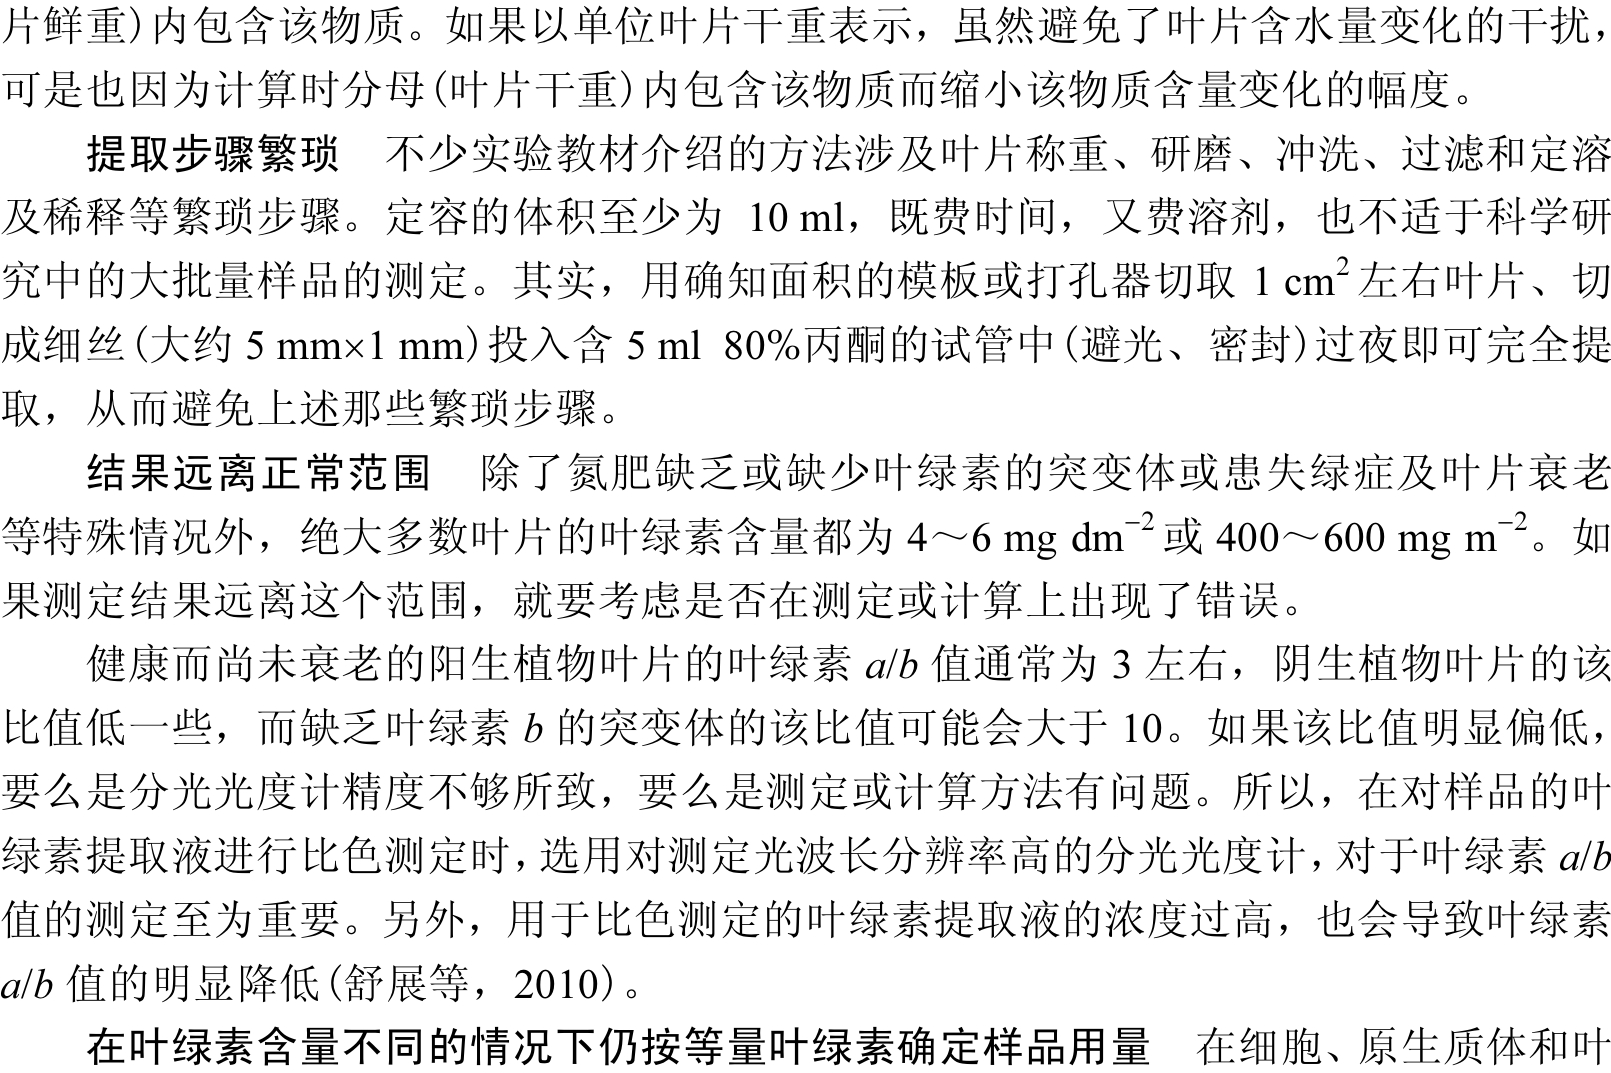 片鲜重)内包含该物质。如果以单位叶片干重表示，虽然避免了叶片含水量变化的干扰，
可是也因为计算时分母(叶片干重)内包含该物质而缩小该物质含量变化的幅度。
提取步骤繁琐　不少实验教材介绍的方法涉及叶片称重、研磨、冲洗、过滤和定溶
及稀释等繁琐步骤。定容的体积至少为 10 ml，既费时间，又费溶剂，也不适于科学研
究中的大批量样品的测定。其实，用确知面积的模板或打孔器切取 1 cm²左右叶片、切
成细丝(大约 5 mm×1 mm)投入含 5 ml 80%丙酮的试管中(避光、密封)过夜即可完全提
取，从而避免上述那些繁琐步骤。
结果远离正常范围　除了氮肥缺乏或缺少叶绿素的突变体或患失绿症及叶片衰老
等特殊情况外，绝大多数叶片的叶绿素含量都为 4～6 mg dm⁻²或 400～600 mg m⁻²。如
果测定结果远离这个范围，就要考虑是否在测定或计算上出现了错误。
健康而尚未衰老的阳生植物叶片的叶绿素 a/b 值通常为 3 左右，阴生植物叶片的该
比值低一些，而缺乏叶绿素 b 的突变体的该比值可能会大于 10。如果该比值明显偏低，
要么是分光光度计精度不够所致，要么是测定或计算方法有问题。所以，在对样品的叶
绿素提取液进行比色测定时，选用对测定光波长分辨率高的分光光度计，对于叶绿素 a/b
值的测定至为重要。另外，用于比色测定的叶绿素提取液的浓度过高，也会导致叶绿素
a/b 值的明显降低(舒展等，2010)。
在叶绿素含量不同的情况下仍按等量叶绿素确定样品用量　在细胞、原生质体和叶